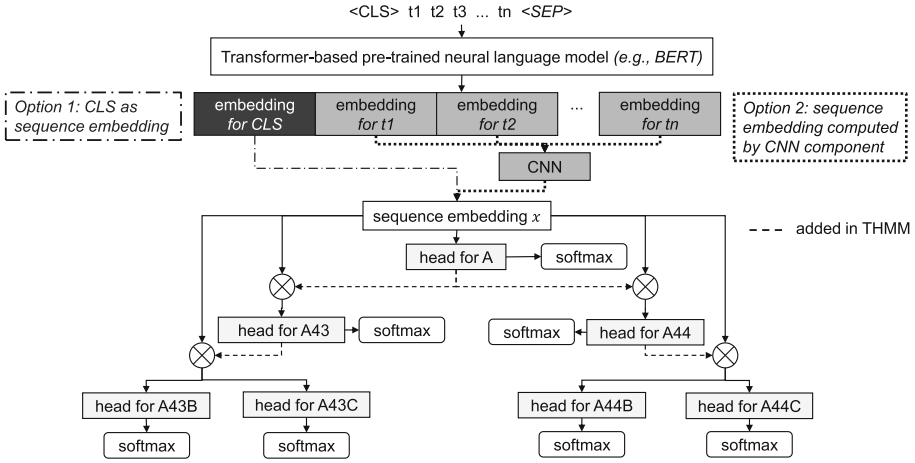 <CLS> t1 t2 t3 ... tn <SEP>
Transformer-based pre-trained neural language model (e.g., BERT)
Option 1: CLS as
sequence embedding
embedding
for CLS
embedding
for t1
embedding
for t2
...
embedding
for tn
Option 2: sequence
embedding computed
by CNN component
CNN
sequence embedding x
added in THMM
head for A
softmax
head for A43
softmax
softmax
head for A44
head for A43B
head for A43C
head for A44B
head for A44C
softmax
softmax
softmax
softmax